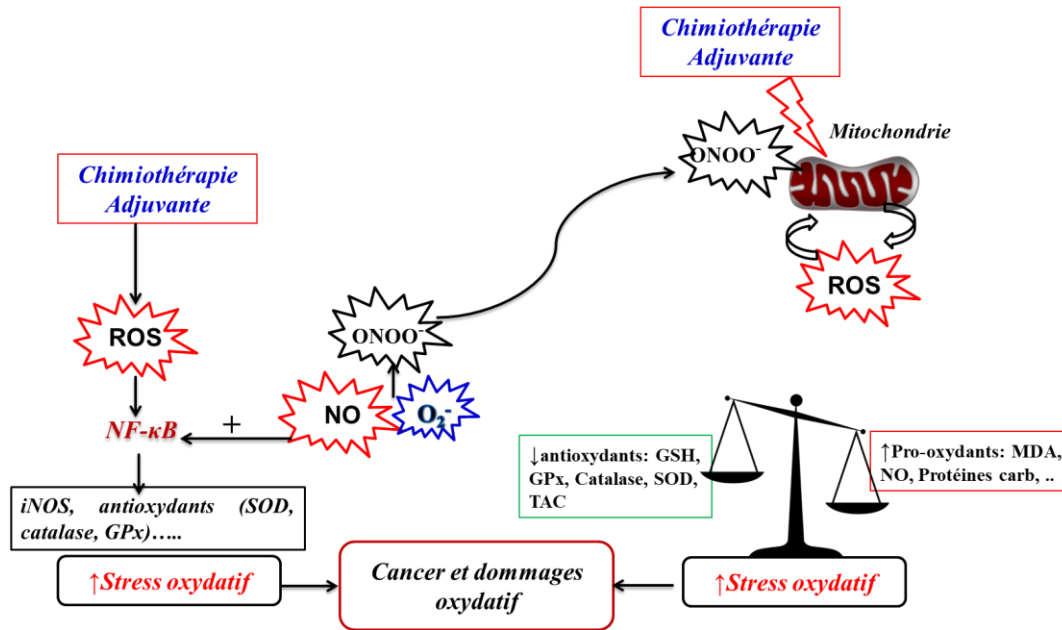 Chimiothérapie
Adjuvante
ONOO⁻
Mitochondrie
ROS
Chimiothérapie
Adjuvante
ROS
ONOO⁻
NO
O₂⁻
NF-κB
+
iNOS, antioxydants (SOD,
catalase, GPx)…..
↑Stress oxydatif
Cancer et dommages
oxydatif
↓antioxydants: GSH,
GPx, Catalase, SOD,
TAC
↑Pro-oxydants: MDA,
NO, Protéines carb, ..
↑Stress oxydatif